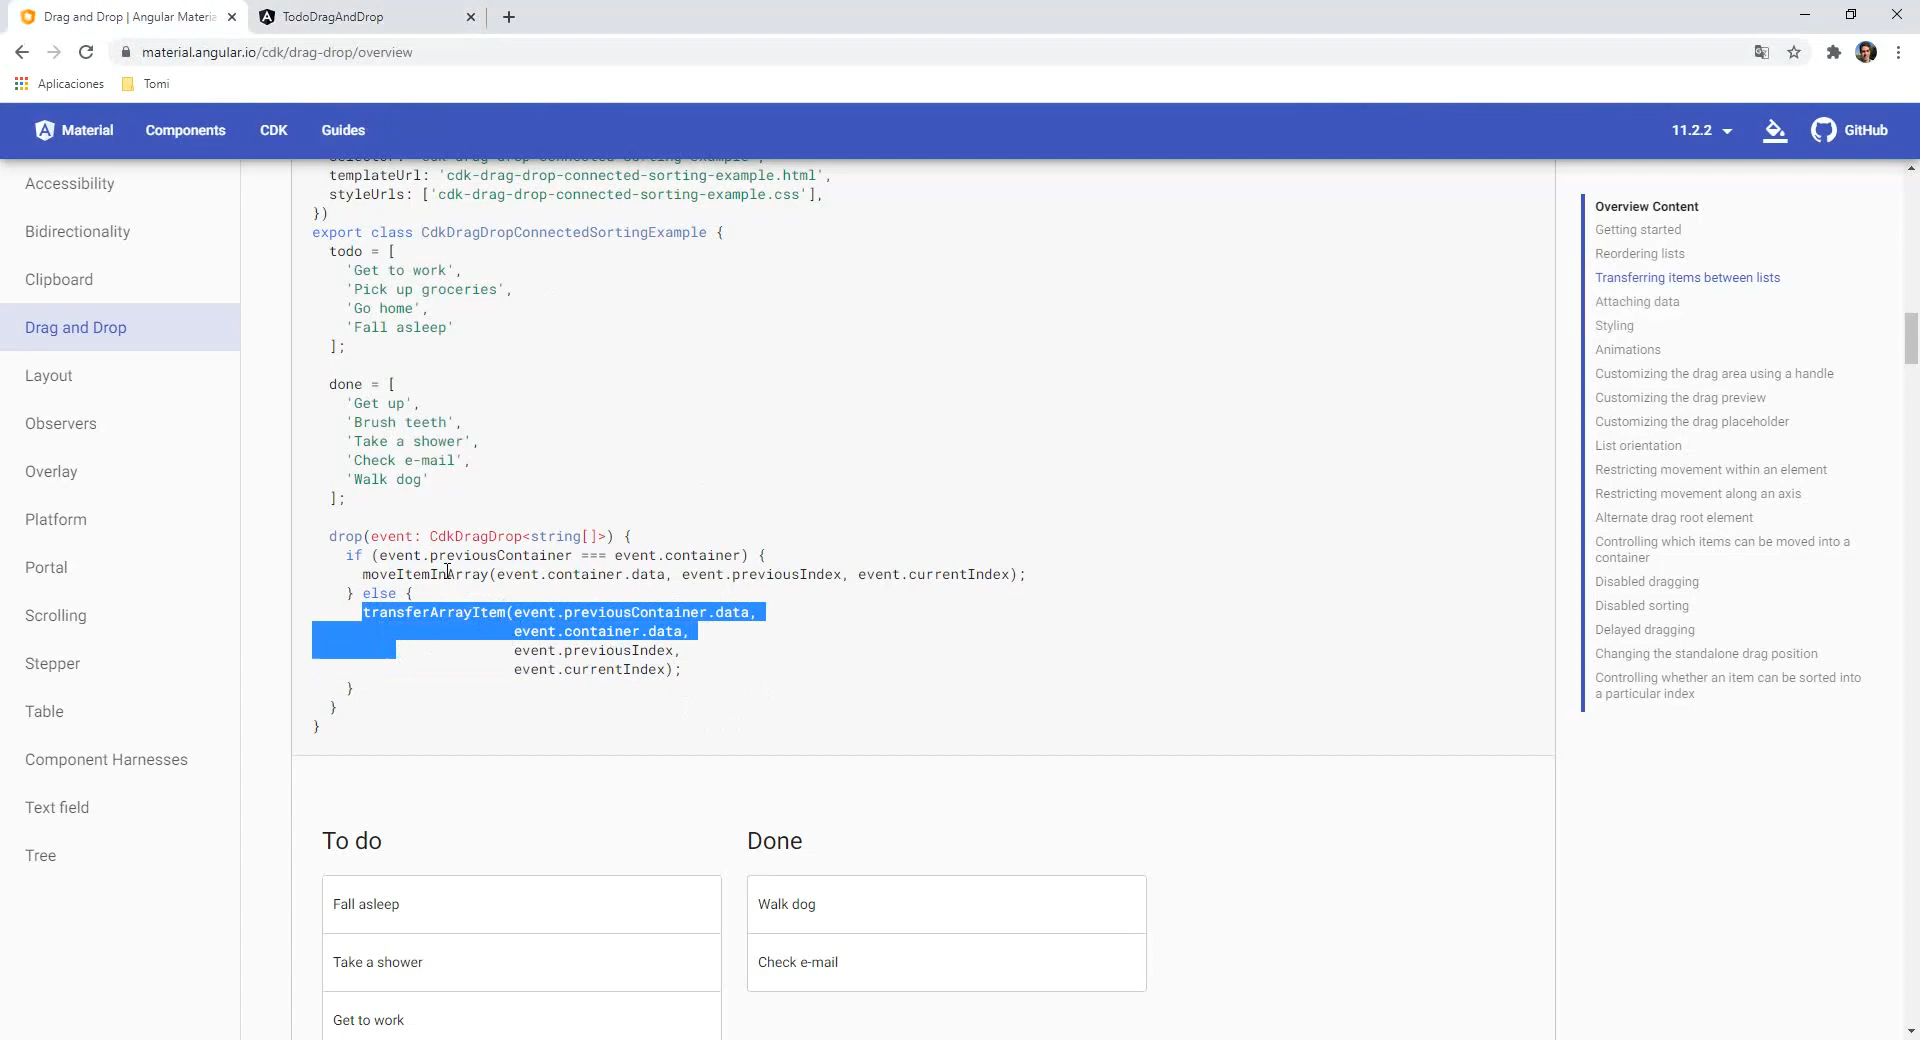 Drag and Drop | Angular Materia
TodoDragAndDrop
material.angular.io/cdk/drag-drop/overview
Aplicaciones
Tomi
Material
Components
CDK
Guides
11.2.2
GitHub
Accessibility
Bidirectionality
Clipboard
Drag and Drop
Layout
Observers
Overlay
Platform
Portal
Scrolling
Stepper
Table
Component Harnesses
Text field
Tree
selector: 'cdk-drag-drop-connected-sorting-example',
templateUrl: 'cdk-drag-drop-connected-sorting-example.html',
styleUrls: ['cdk-drag-drop-connected-sorting-example.css'],
})
export class CdkDragDropConnectedSortingExample {
todo = [
'Get to work',
'Pick up groceries',
'Go home',
'Fall asleep'
];
done = [
'Get up',
'Brush teeth',
'Take a shower',
'Check e-mail',
'Walk dog'
];
drop(event: CdkDragDrop<string[]>) {
if (event.previousContainer === event.container) {
moveItemInArray(event.container.data, event.previousIndex, event.currentIndex);
} else {
transferArrayItem(event.previousContainer.data,
event.container.data,
event.previousIndex,
event.currentIndex);
}
}
}
To do
Fall asleep
Take a shower
Get to work
Done
Walk dog
Check e-mail
Overview Content
Getting started
Reordering lists
Transferring items between lists
Attaching data
Styling
Animations
Customizing the drag area using a handle
Customizing the drag preview
Customizing the drag placeholder
List orientation
Restricting movement within an element
Restricting movement along an axis
Alternate drag root element
Controlling which items can be moved into a
container
Disabled dragging
Disabled sorting
Delayed dragging
Changing the standalone drag position
Controlling whether an item can be sorted into
a particular index